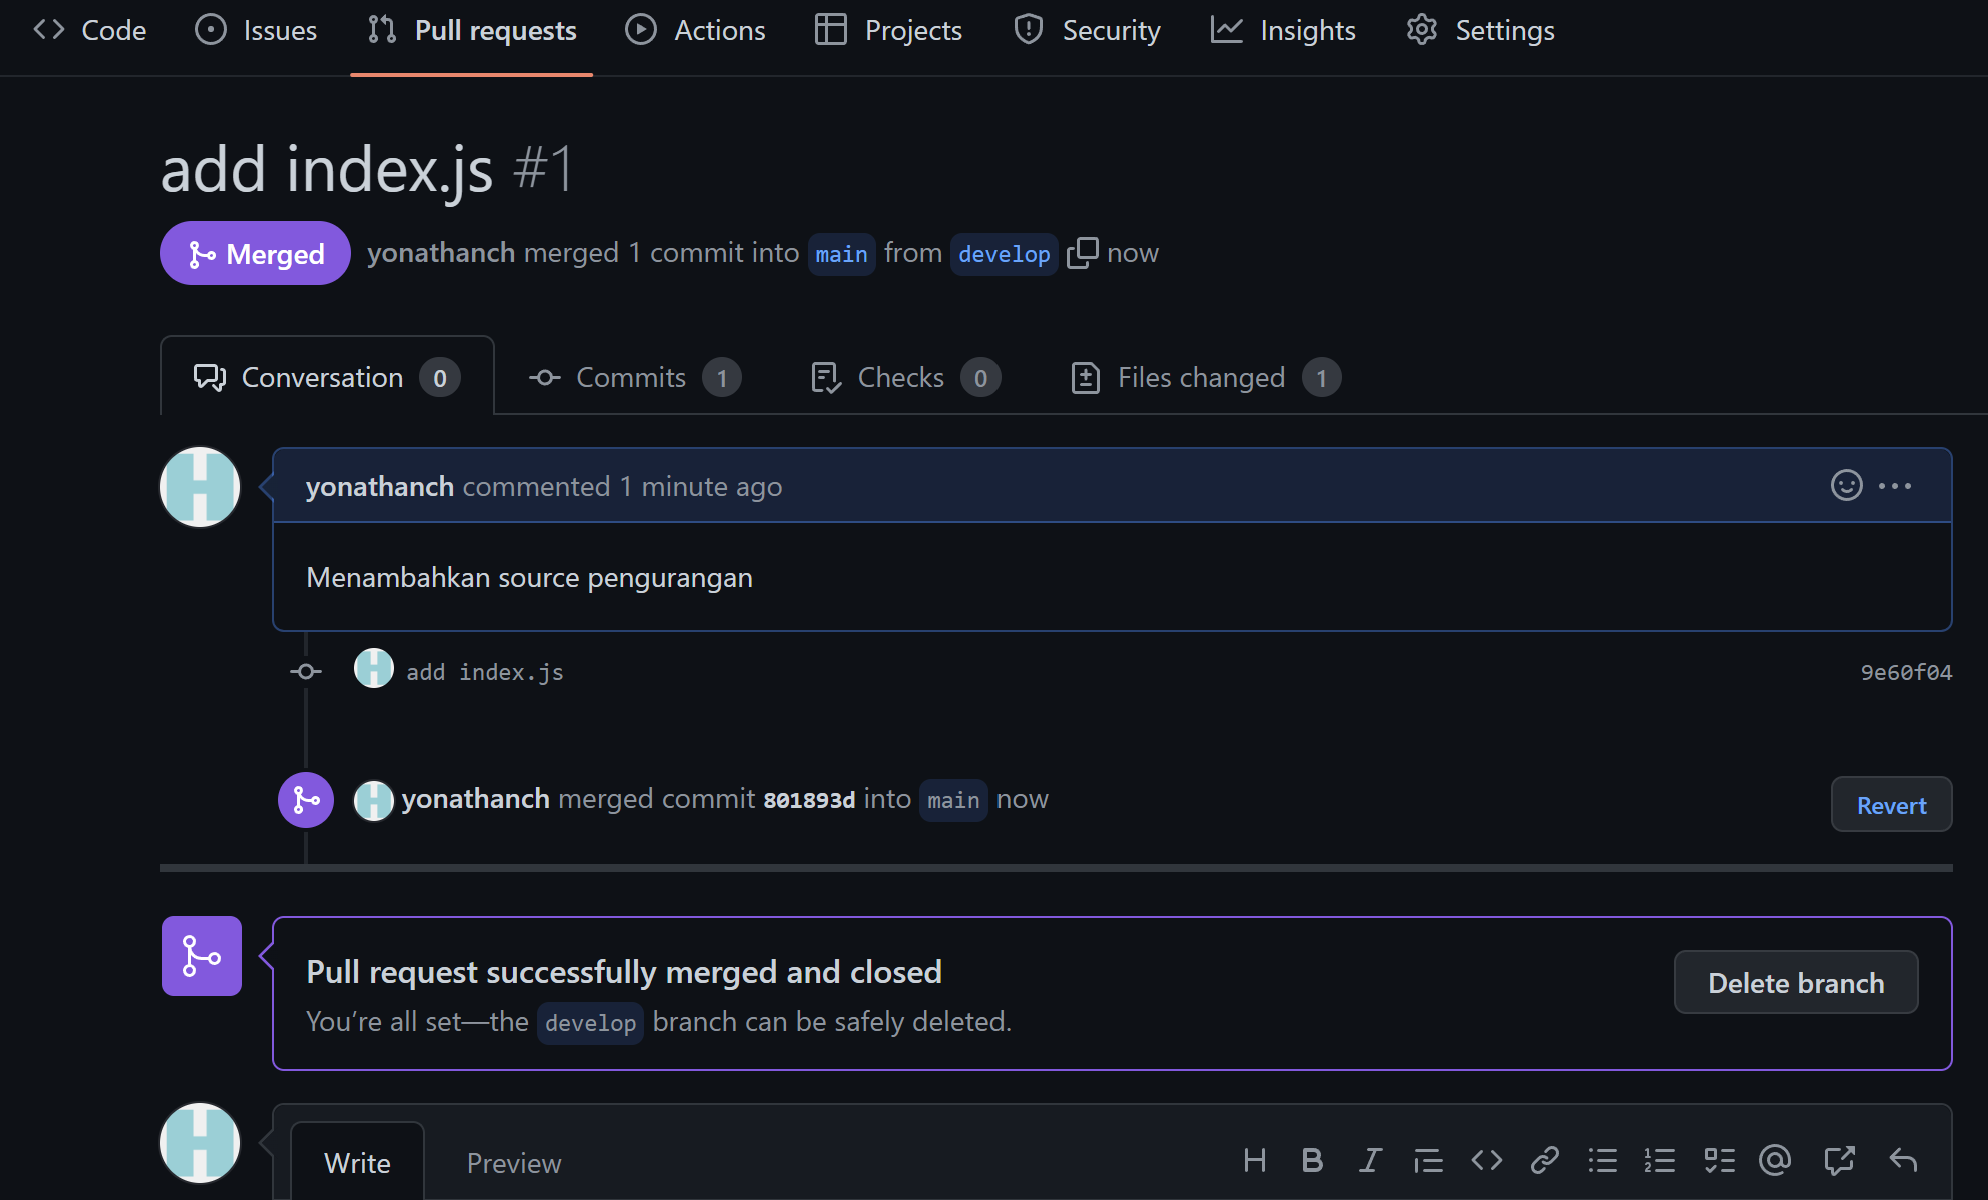 Code Issues Pull requests Actions Projects Security Insights Settings
add index.js #1
Merged yonathanch merged 1 commit into main from develop now
Conversation 0 Commits 1 Checks 0 Files changed 1
yonathanch commented 1 minute ago
Menambahkan source pengurangan
add index.js 9e60f04
yonathanch merged commit 801893d into main now
Revert
Pull request successfully merged and closed
Delete branch
You’re all set—the develop branch can be safely deleted.
Write Preview